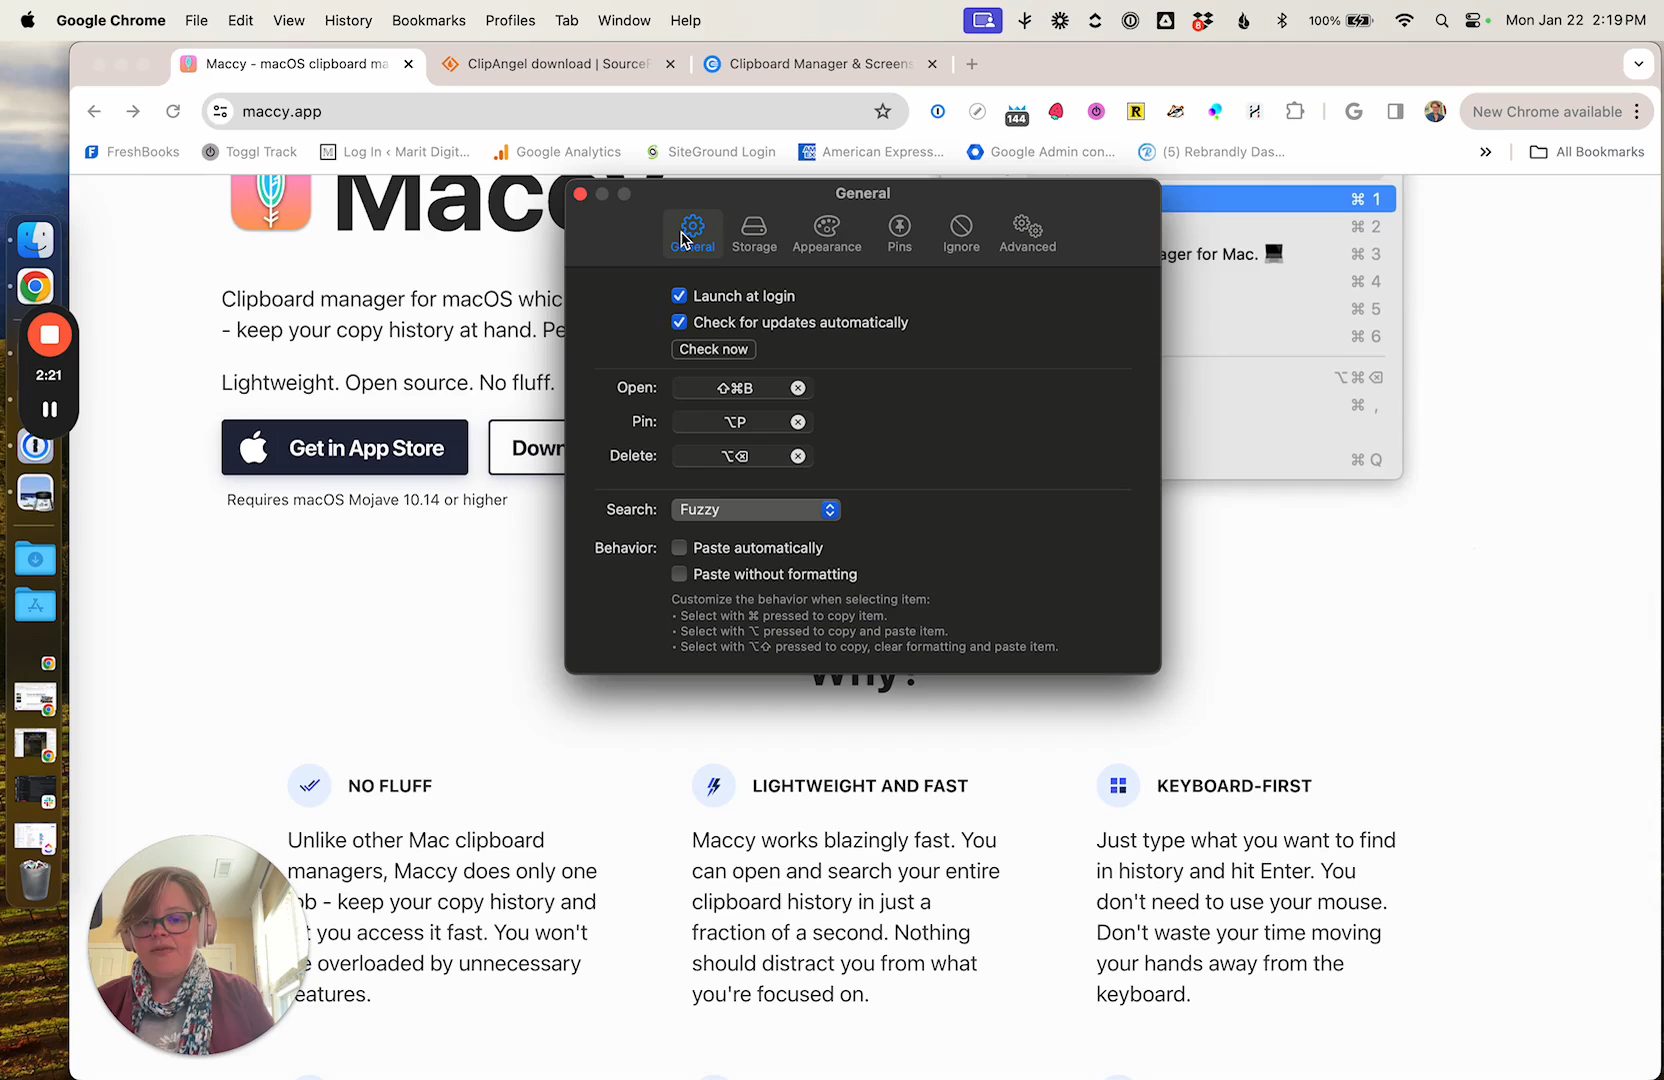 Google Chrome File Edit View History Bookmarks Profiles Tab Window Help 100% Mon Jan 22 2:19 PM
Maccy - macOS clipboard ma
ClipAngel download | SourceF
Clipboard Manager & Screens
maccy.app
144
New Chrome available
FreshBooks Toggl Track Log In ‹ Marit Digit... Google Analytics SiteGround Login American Express... Google Admin con... (5) Rebrandly Das... All Bookmarks
Macc
Clipboard manager for macOS whic
- keep your copy history at hand. Pe
Lightweight. Open source. No fluff.
Get in App Store
Down
Requires macOS Mojave 10.14 or higher
2:21
General
General Storage Appearance Pins Ignore Advanced
Launch at login
Check for updates automatically
Check now
Open: ⇧⌘B
Pin: ⌥P
Delete: ⌥⌫
Search: Fuzzy
Behavior: Paste automatically
Paste without formatting
Customize the behavior when selecting item:
• Select with ⌘ pressed to copy item.
• Select with ⌥ pressed to copy and paste item.
• Select with ⌥⇧ pressed to copy, clear formatting and paste item.
⌘ 1
⌘ 2
ager for Mac. 💻 ⌘ 3
⌘ 4
⌘ 5
⌘ 6
⌥⌘⌫
⌘ ,
⌘ Q
Why?
NO FLUFF
Unlike other Mac clipboard
managers, Maccy does only one
ob - keep your copy history and
t you access it fast. You won't
e overloaded by unnecessary
eatures.
LIGHTWEIGHT AND FAST
Maccy works blazingly fast. You
can open and search your entire
clipboard history in just a
fraction of a second. Nothing
should distract you from what
you're focused on.
KEYBOARD-FIRST
Just type what you want to find
in history and hit Enter. You
don't need to use your mouse.
Don't waste your time moving
your hands away from the
keyboard.